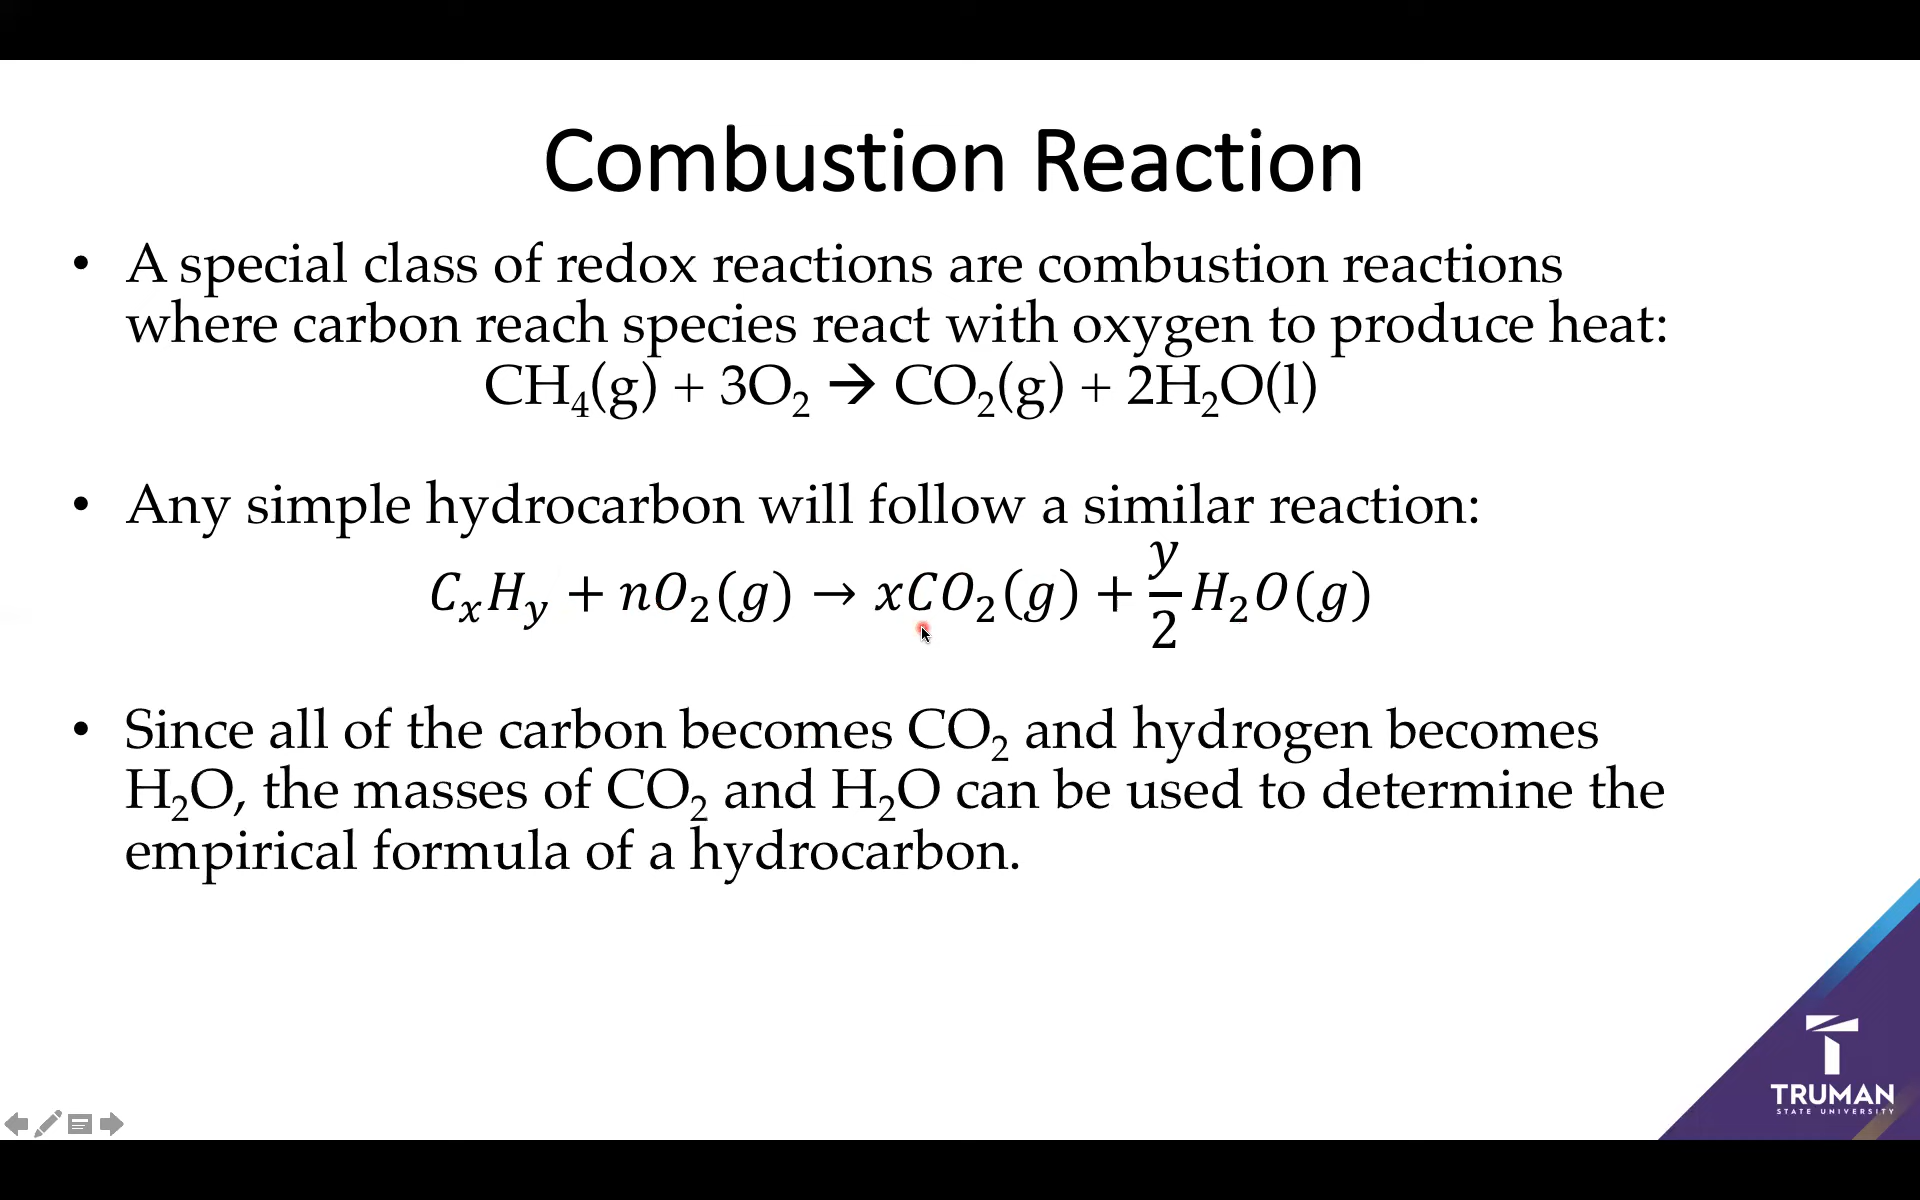 Combustion Reaction
• A special class of redox reactions are combustion reactions
where carbon reach species react with oxygen to produce heat:
CH₄(g) + 3O₂ → CO₂(g) + 2H₂O(l)
• Any simple hydrocarbon will follow a similar reaction:
CₓH_y + nO₂(g) → xCO₂(g) + y/2 H₂O(g)
• Since all of the carbon becomes CO₂ and hydrogen becomes
H₂O, the masses of CO₂ and H₂O can be used to determine the
empirical formula of a hydrocarbon.
TRUMAN
STATE UNIVERSITY